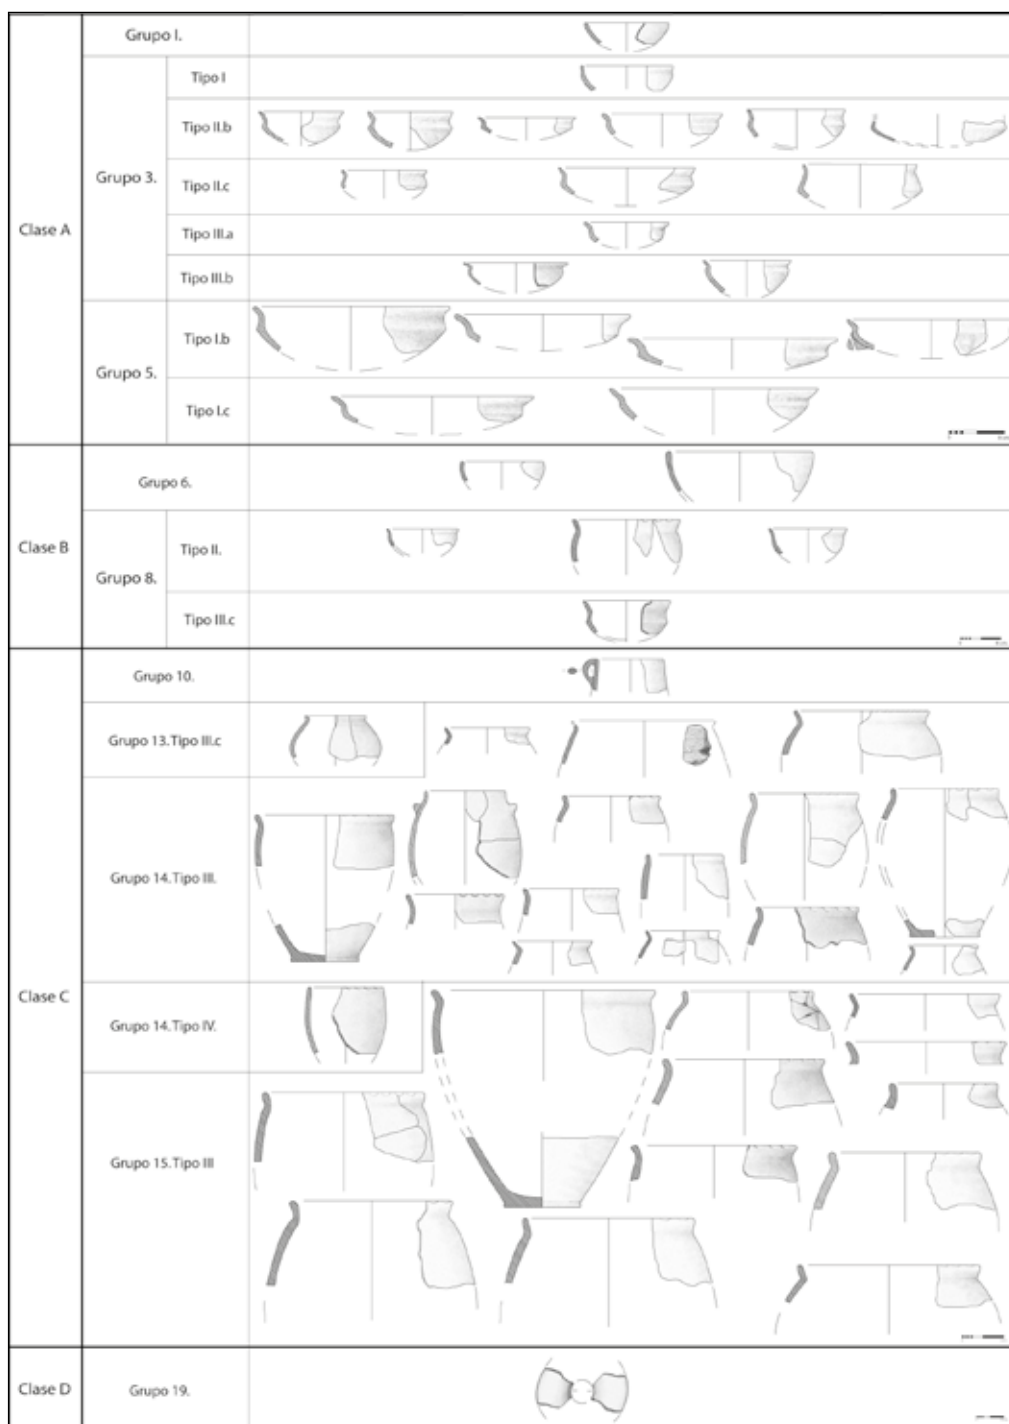 Clase A
Grupo I.
Grupo 3.
Tipo I
Tipo II.b
Tipo II.c
Tipo III.a
Tipo III.b
Grupo 5.
Tipo I.b
Tipo I.c
Clase B
Grupo 6.
Grupo 8.
Tipo II.
Tipo III.c
Clase C
Grupo 10.
Grupo 13. Tipo III.c
Grupo 14. Tipo III.
Grupo 14. Tipo IV.
Grupo 15. Tipo III
Clase D
Grupo 19.